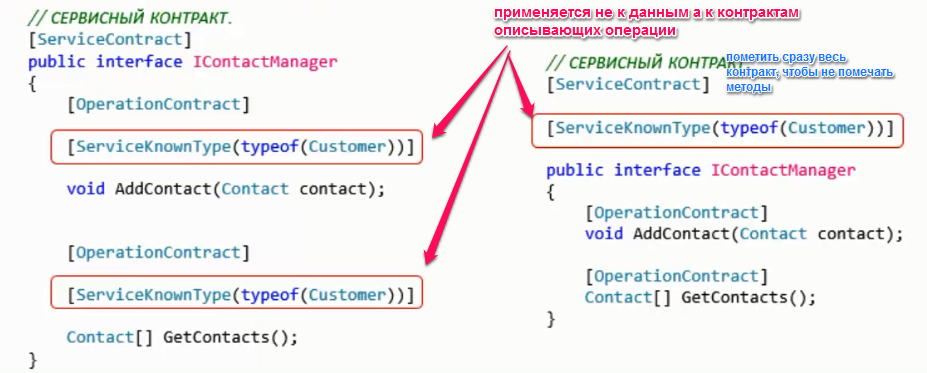 // СЕРВИСНЫЙ КОНТРАКТ.
[ServiceContract]
public interface IContactManager
{
[OperationContract]
[ServiceKnownType(typeof(Customer))]
void AddContact(Contact contact);
[OperationContract]
[ServiceKnownType(typeof(Customer))]
Contact[] GetContacts();
}
применяется не к данным а к контрактам
описывающих операции
// СЕРВИСНЫЙ КОНТРАКТ.
[ServiceContract]
пометить сразу весь
контракт, чтобы не помечать
методы
[ServiceKnownType(typeof(Customer))]
public interface IContactManager
{
[OperationContract]
void AddContact(Contact contact);
[OperationContract]
Contact[] GetContacts();
}